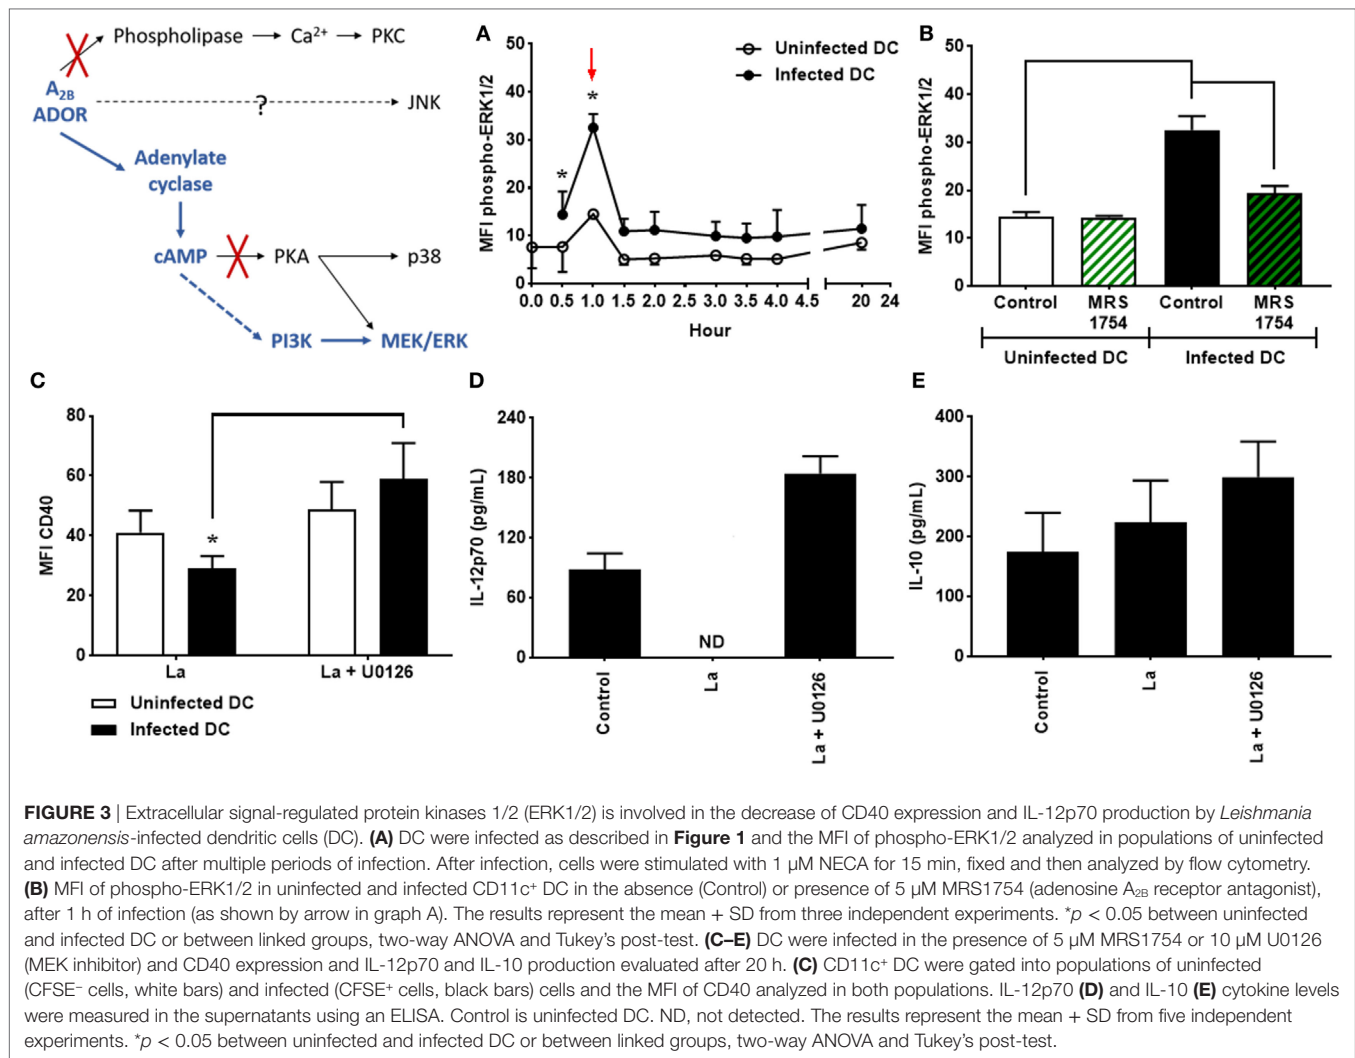 Phospholipase
Ca²⁺
PKC
A₂B
ADOR
?
JNK
Adenylate
cyclase
cAMP
PKA
p38
PI3K
MEK/ERK
A
MFI phospho-ERK1/2
50
40
30
20
10
0
*
*
Uninfected DC
Infected DC
0.0 0.5 1.0 1.5 2.0 2.5 3.0 3.5 4.0 4.5 20 24
Hour
B
MFI phospho-ERK1/2
50
40
30
20
10
0
Control MRS Control MRS
1754 1754
Uninfected DC Infected DC
C
MFI CD40
80
60
40
20
0
*
La La + U0126
Uninfected DC
Infected DC
D
IL-12p70 (pg/mL)
240
180
120
60
0
ND
Control
La
La + U0126
E
IL-10 (pg/mL)
400
300
200
100
0
Control
La
La + U0126
FIGURE 3 | Extracellular signal-regulated protein kinases 1/2 (ERK1/2) is involved in the decrease of CD40 expression and IL-12p70 production by Leishmania
amazonensis-infected dendritic cells (DC). (A) DC were infected as described in Figure 1 and the MFI of phospho-ERK1/2 analyzed in populations of uninfected
and infected DC after multiple periods of infection. After infection, cells were stimulated with 1 µM NECA for 15 min, fixed and then analyzed by flow cytometry.
(B) MFI of phospho-ERK1/2 in uninfected and infected CD11c⁺ DC in the absence (Control) or presence of 5 µM MRS1754 (adenosine A₂B receptor antagonist),
after 1 h of infection (as shown by arrow in graph A). The results represent the mean + SD from three independent experiments. *p < 0.05 between uninfected
and infected DC or between linked groups, two-way ANOVA and Tukey's post-test. (C–E) DC were infected in the presence of 5 µM MRS1754 or 10 µM U0126
(MEK inhibitor) and CD40 expression and IL-12p70 and IL-10 production evaluated after 20 h. (C) CD11c⁺ DC were gated into populations of uninfected
(CFSE⁻ cells, white bars) and infected (CFSE⁺ cells, black bars) cells and the MFI of CD40 analyzed in both populations. IL-12p70 (D) and IL-10 (E) cytokine levels
were measured in the supernatants using an ELISA. Control is uninfected DC. ND, not detected. The results represent the mean + SD from five independent
experiments. *p < 0.05 between uninfected and infected DC or between linked groups, two-way ANOVA and Tukey's post-test.